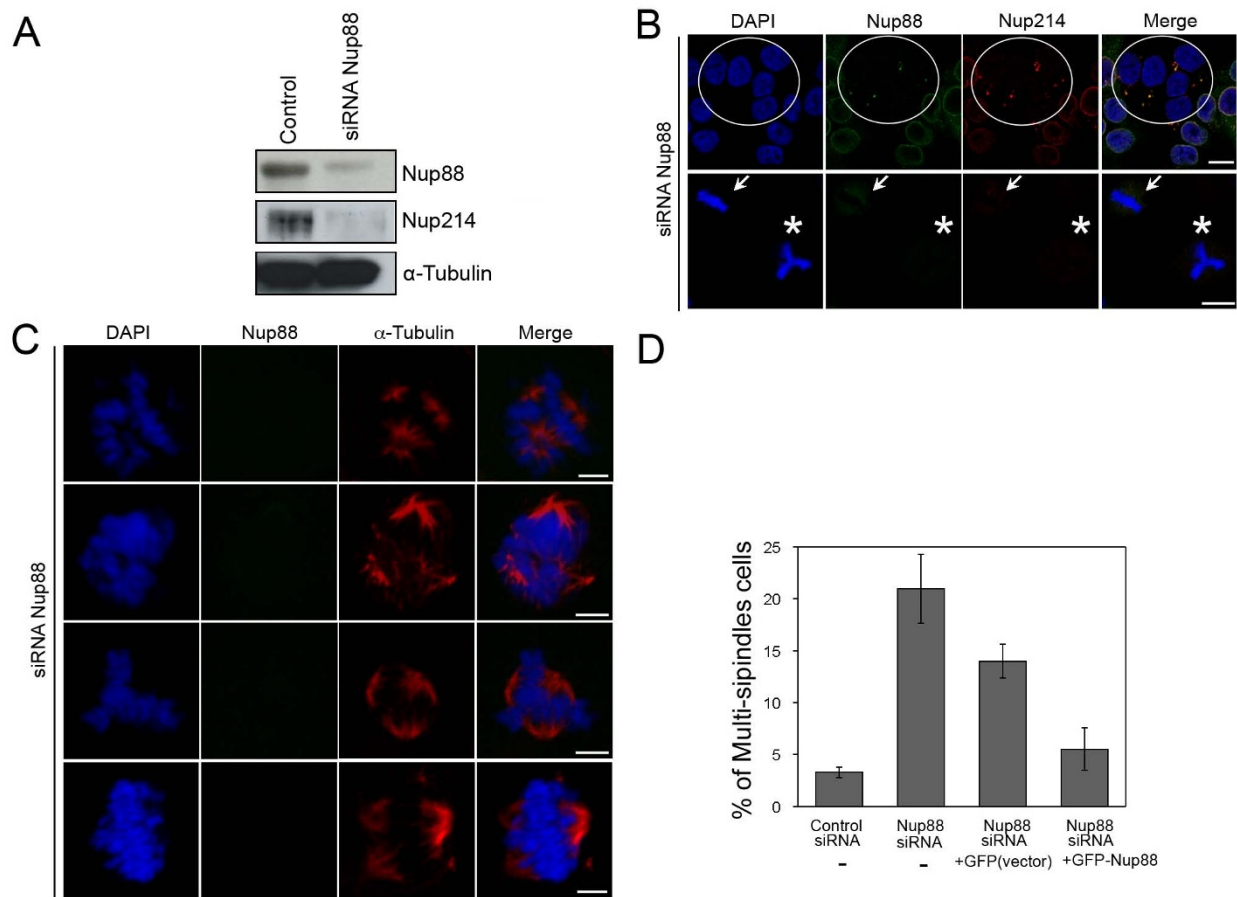 A
Control
siRNA Nup88
Nup88
Nup214
α-Tubulin
B
DAPI Nup88 Nup214 Merge
siRNA Nup88
*
*
*
*
C
DAPI Nup88 α-Tubulin Merge
siRNA Nup88
D
% of Multi-sipindles cells
25
20
15
10
5
0
Control Nup88 Nup88 Nup88
siRNA siRNA siRNA siRNA
- - +GFP(vector) +GFP-Nup88